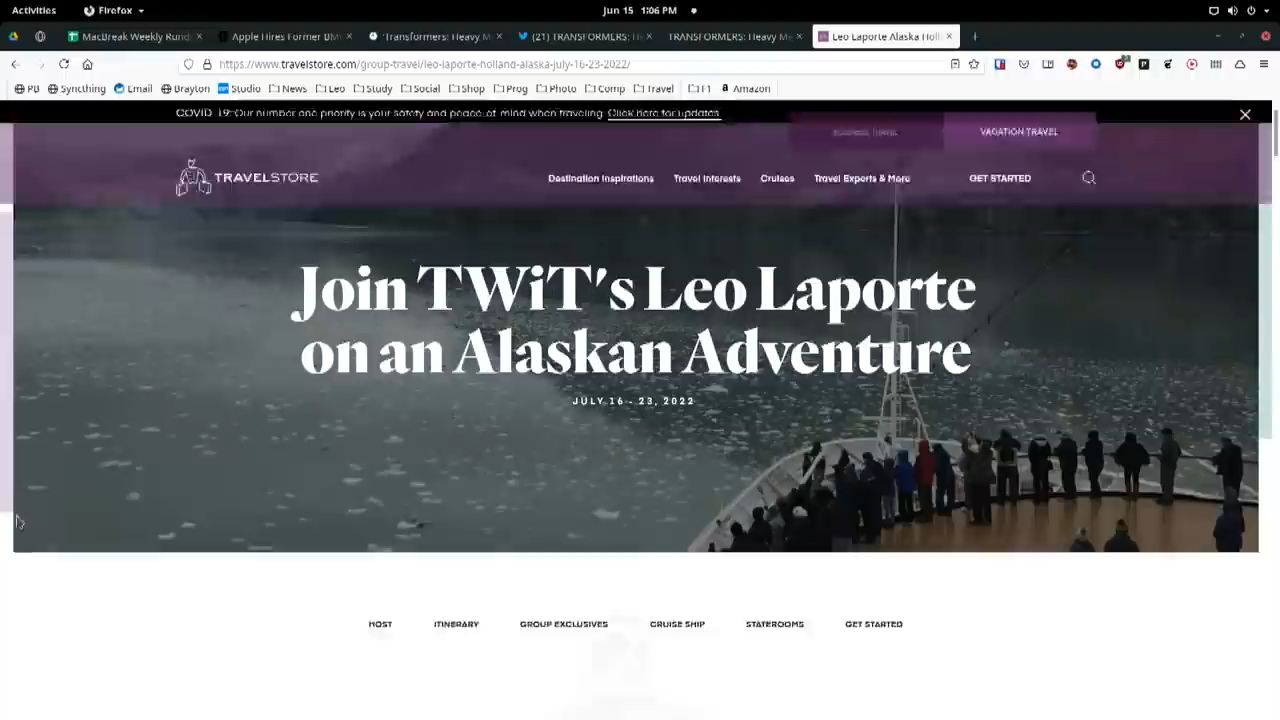 Activities Firefox Jun 15 1:06 PM
MacBreak Weekly Rund Apple Hires Former BM 'Transformers: Heavy M (21) TRANSFORMERS: H TRANSFORMERS: Heavy Me Leo Laporte Alaska Holl
https://www.travelstore.com/group-travel/leo-laporte-holland-alaska-july-16-23-2022/
PB Syncthing Email Brayton Studio News Leo Study Social Shop Prog Photo Comp Travel F1 Amazon
COVID-19: Our number one priority is your safety and peace of mind when traveling. Click here for updates.
BUSINESS TRAVEL VACATION TRAVEL
TRAVELSTORE Destination Inspirations Travel Interests Cruises Travel Experts & More GET STARTED
Join TWiT's Leo Laporte
on an Alaskan Adventure
JULY 16 - 23, 2022
HOST ITINERARY GROUP EXCLUSIVES CRUISE SHIP STATEROOMS GET STARTED